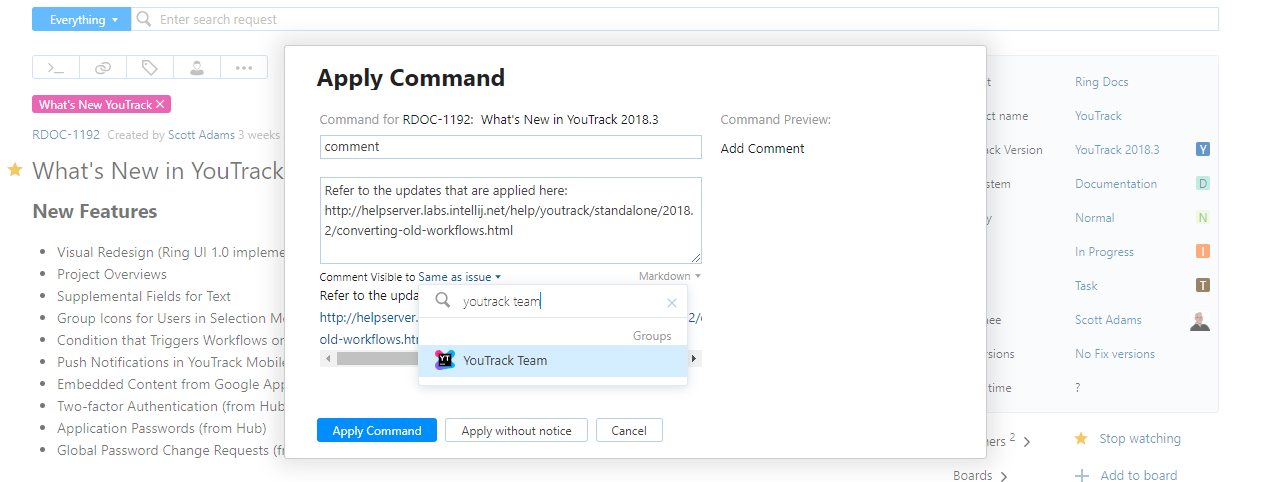 Everything
Enter search request
What's New YouTrack
RDOC-1192 Created by Scott Adams 3 weeks
What's New in YouTrack
New Features
Visual Redesign (Ring UI 1.0 impleme
Project Overviews
Supplemental Fields for Text
Group Icons for Users in Selection M
Condition that Triggers Workflows on
Push Notifications in YouTrack Mobile
Embedded Content from Google App
Two-factor Authentication (from Hub
Application Passwords (from Hub)
Global Password Change Requests (fr
Apply Command
Command for RDOC-1192: What's New in YouTrack 2018.3
comment
Refer to the updates that are applied here:
http://helpserver.labs.intellij.net/help/youtrack/standalone/2018.
2/converting-old-workflows.html
Comment Visible to Same as issue
Markdown
Refer to the upda
http://helpserver.
2/c
old-workflows.htm
youtrack team
Groups
YT
YouTrack Team
Apply Command
Apply without notice
Cancel
Command Preview:
Add Comment
ct Ring Docs
ct name YouTrack
ck Version YouTrack 2018.3 Y
stem Documentation D
y Normal N
In Progress I
Task T
nee Scott Adams
ersions No Fix versions
time ?
hers 2 Stop watching
Boards Add to board